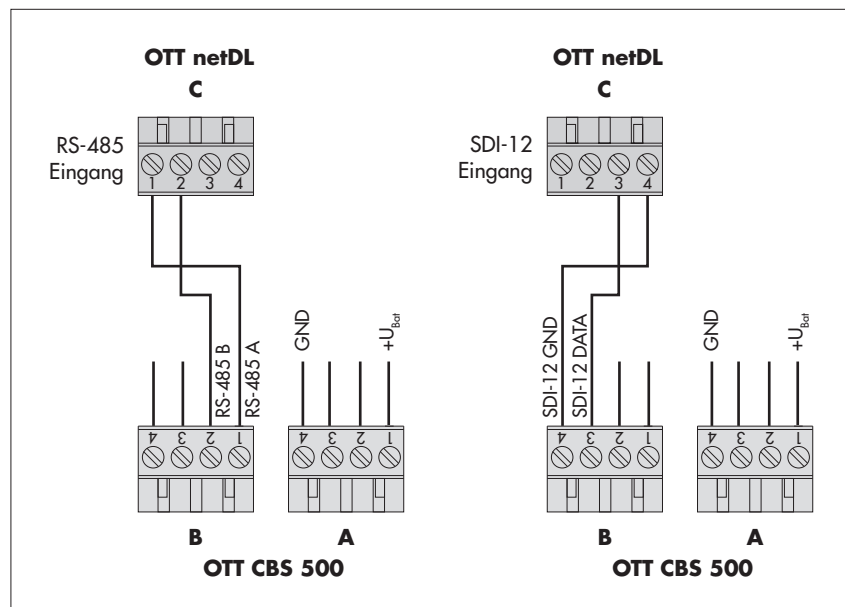 OTT netDL
C
RS-485
Eingang
1 2 3 4
RS-485 B
RS-485 A
GND
+UBat
4 3 2 1
4 3 2 1
B
A
OTT CBS 500
OTT netDL
C
SDI-12
Eingang
1 2 3 4
SDI-12 GND
SDI-12 DATA
GND
+UBat
4 3 2 1
4 3 2 1
B
A
OTT CBS 500